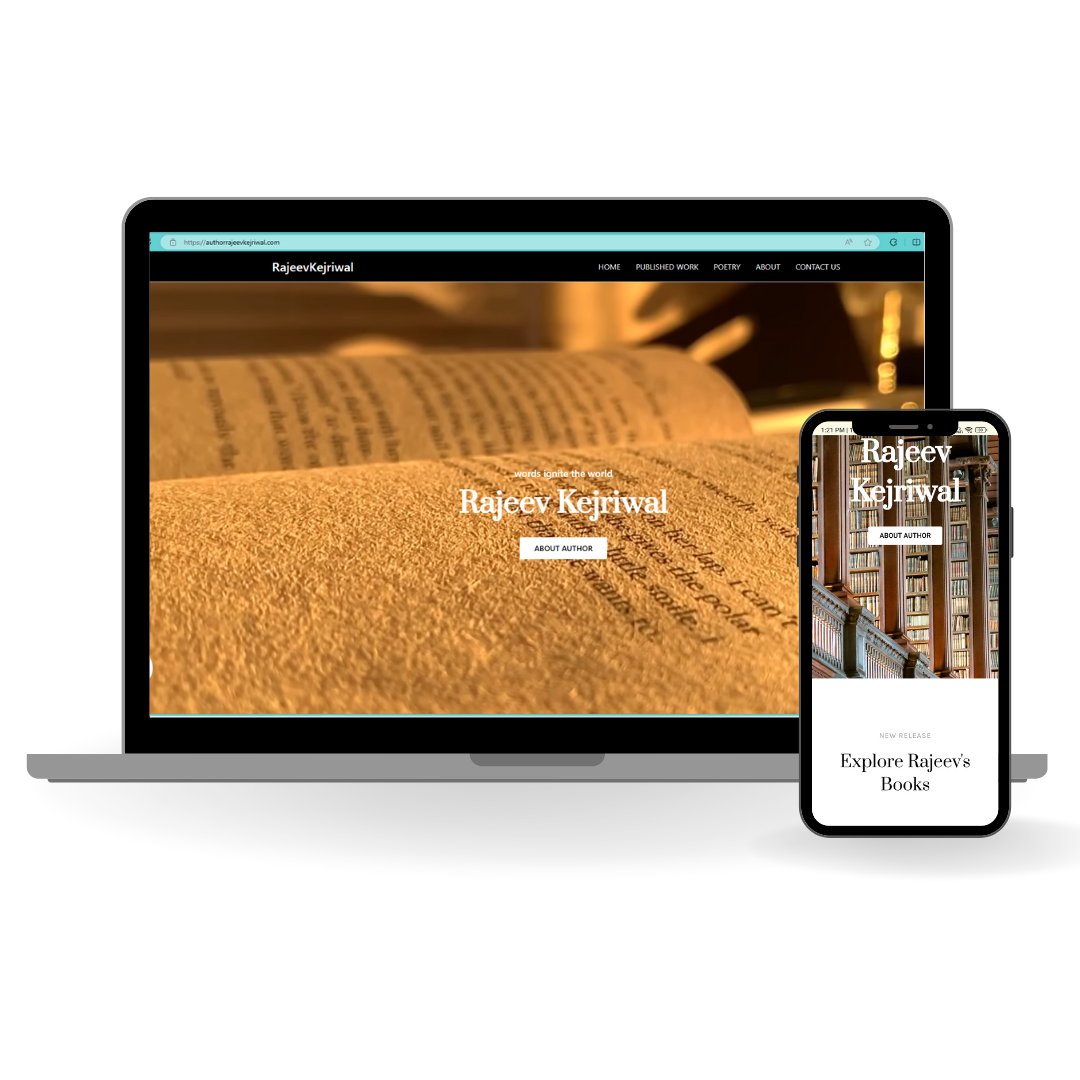 https://authorrajeevkejriwal.com
RajeevKejriwal
HOME PUBLISHED WORK POETRY ABOUT CONTACT US
words ignite the world
Rajeev Kejriwal
ABOUT AUTHOR
1:21 PM
Rajeev
Kejriwal
ABOUT AUTHOR
NEW RELEASE
Explore Rajeev's
Books